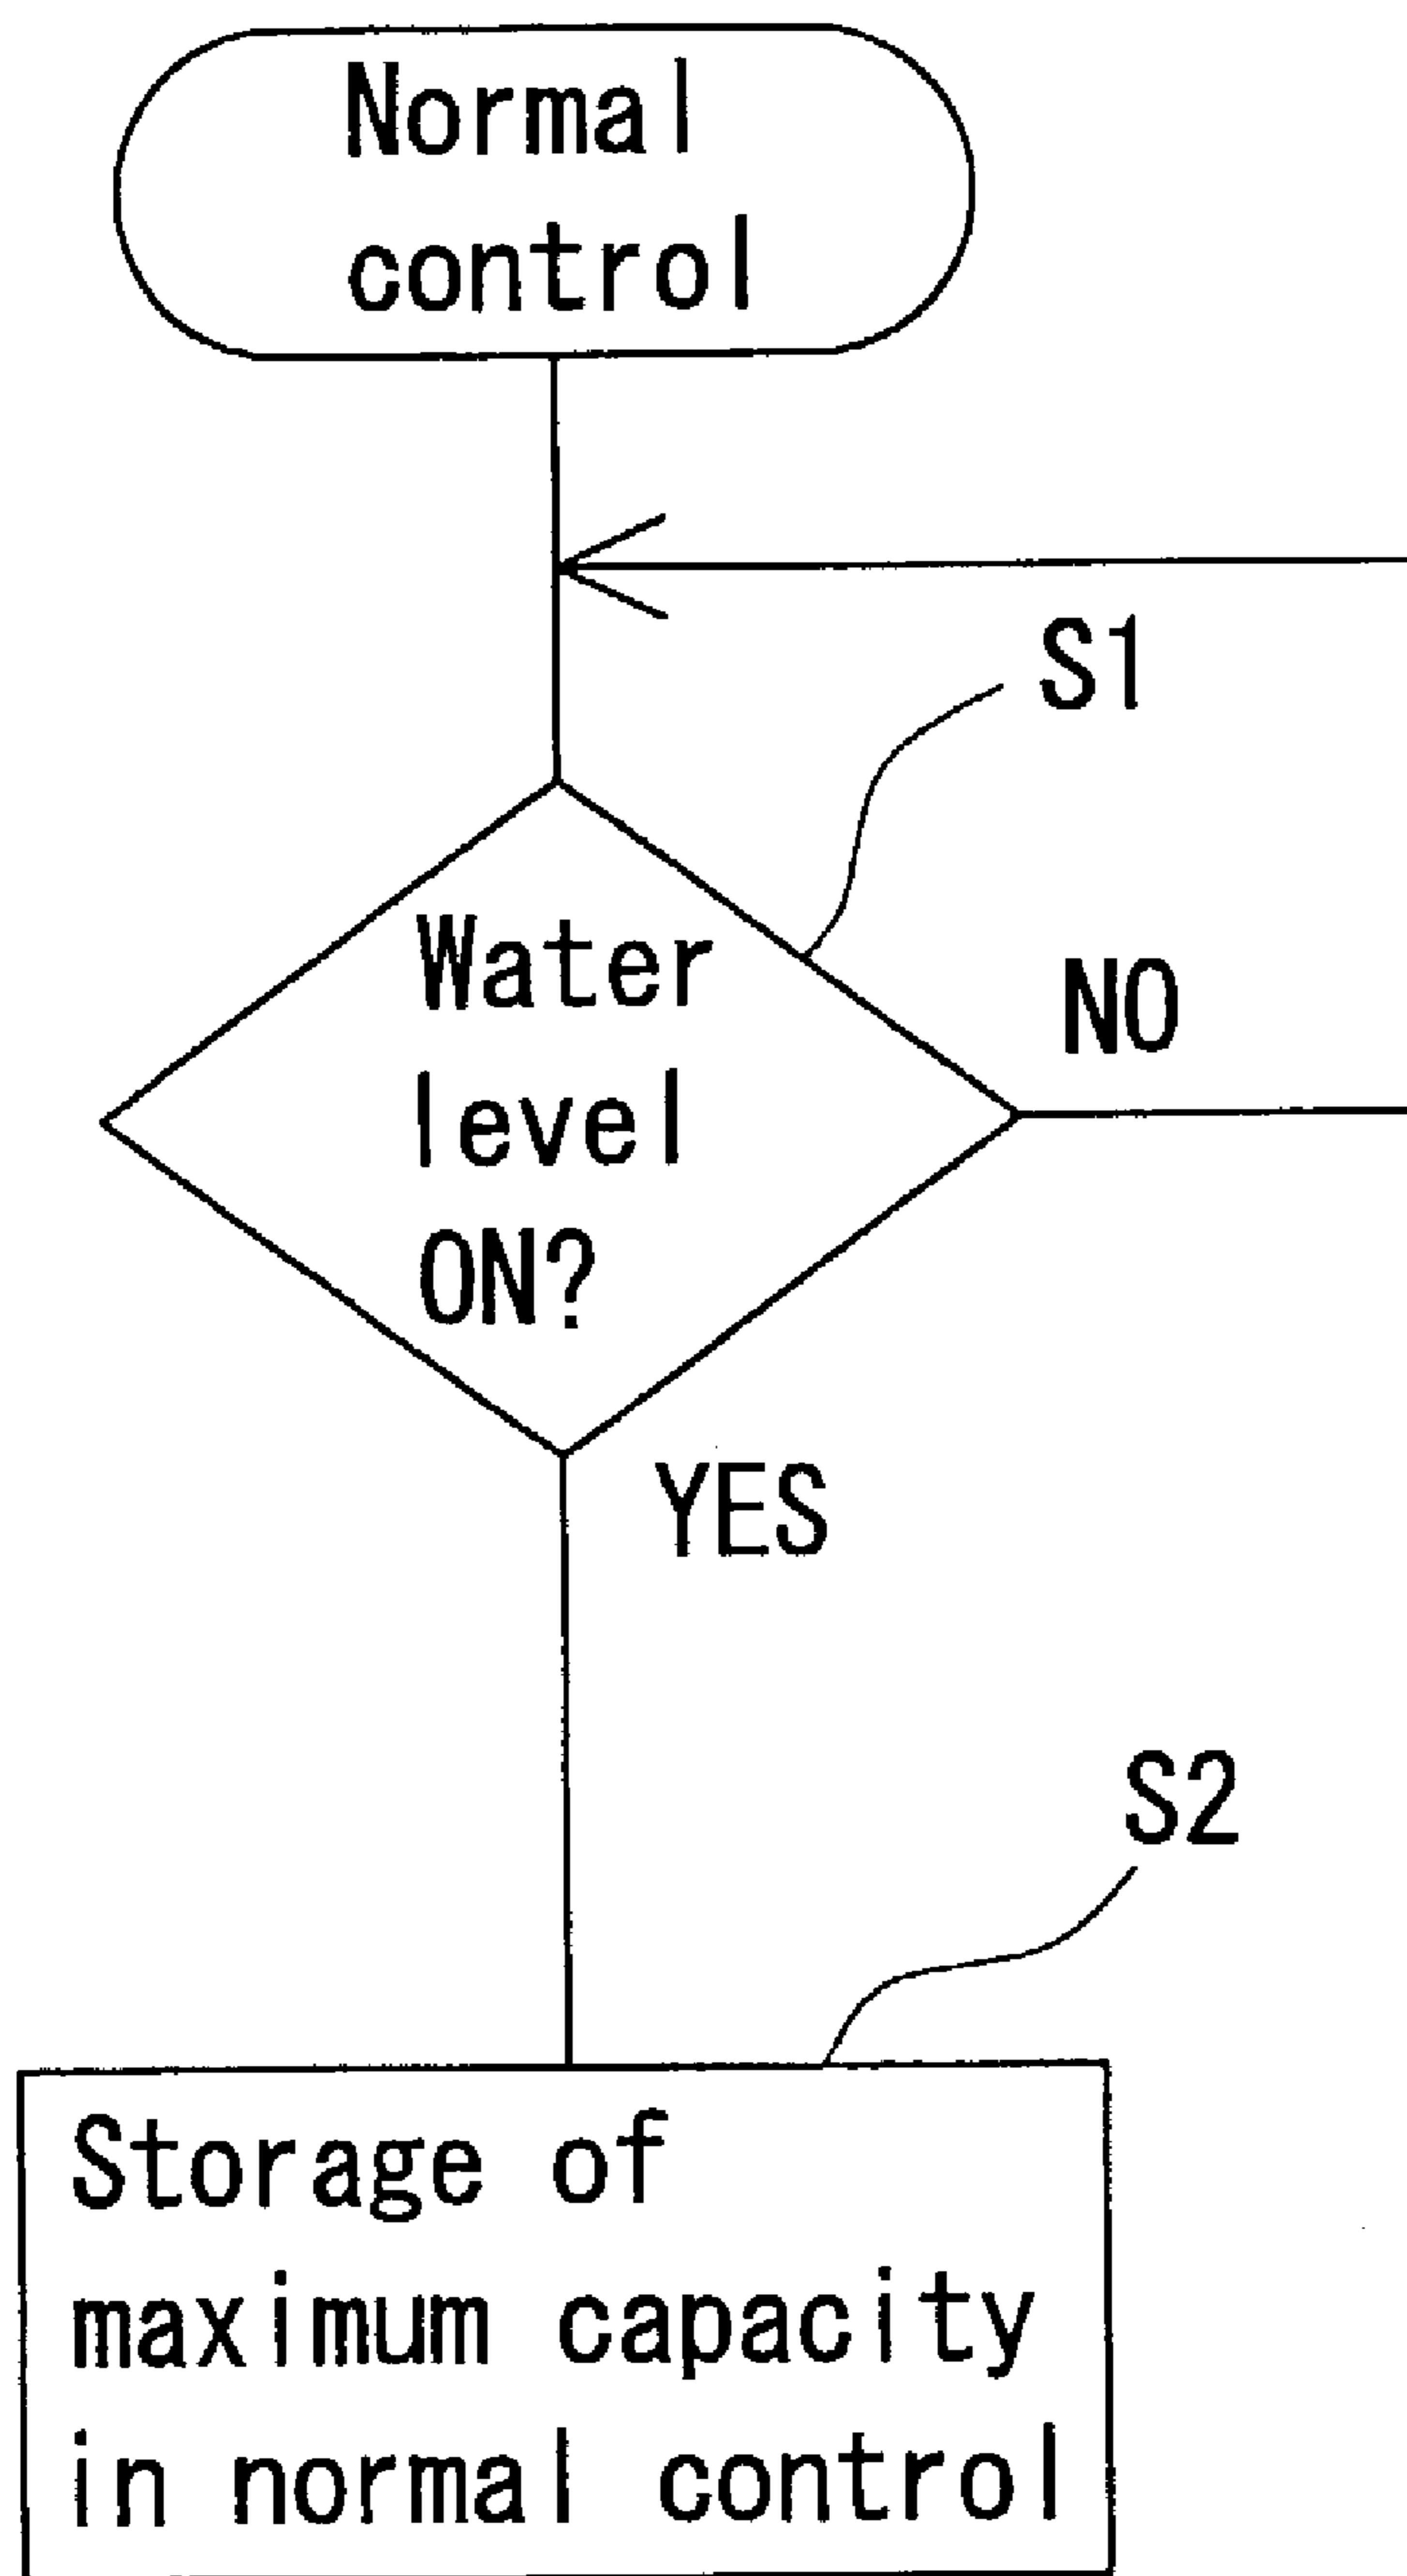 Normal
control
S1
Water
level
ON?
NO
YES
S2
Storage of
maximum capacity
in normal control